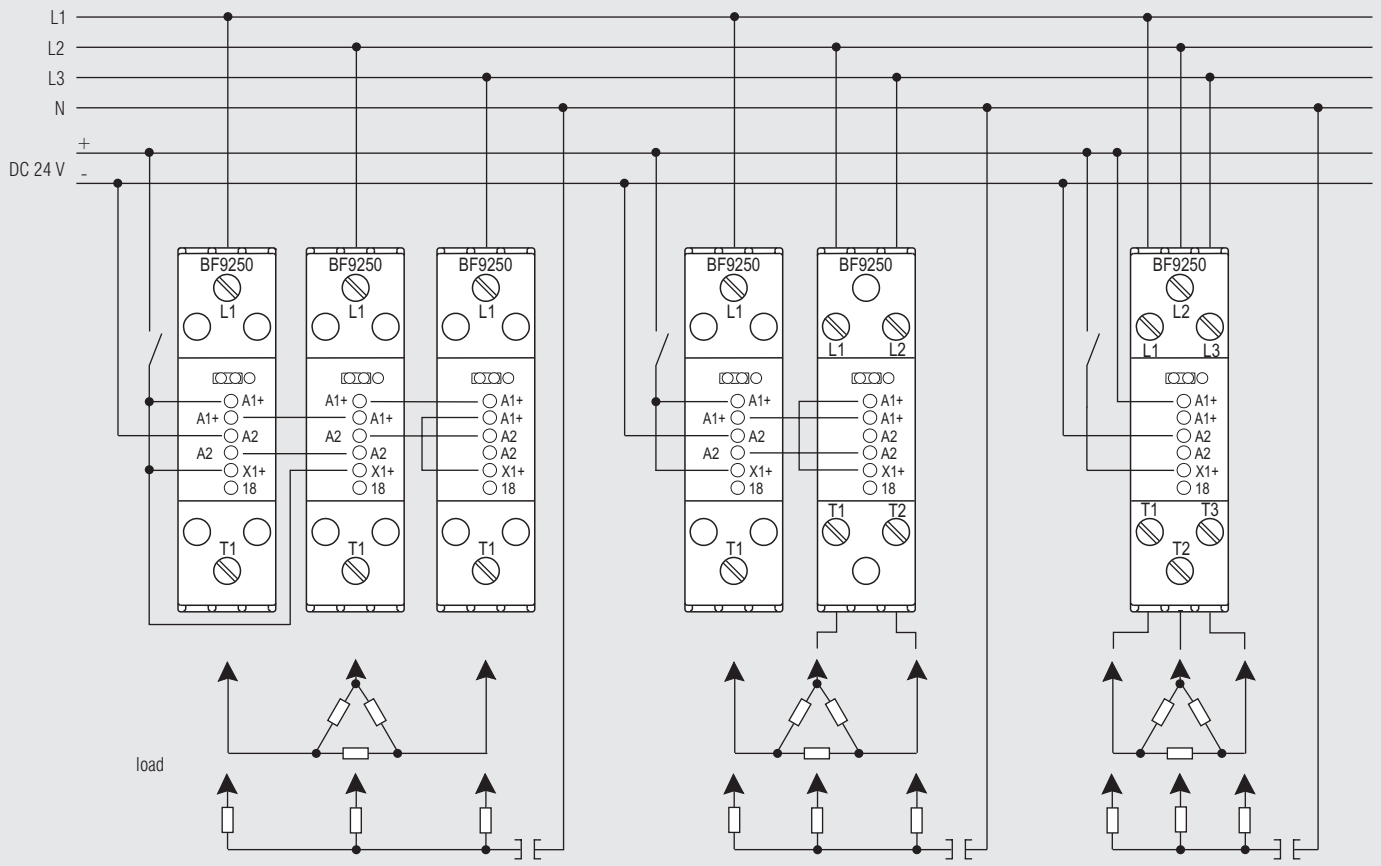 L1
L2
L3
N
+
DC 24 V
-
BF9250 BF9250 BF9250 BF9250 BF9250 BF9250
L1 L1 L1 L1 L2
L1 L2 L1 L3
A1+ A1+ A1+ A1+ A1+ A1+
A1+ A1+ A1+ A1+ A1+ A1+
A2 A2 A2 A2 A2 A2
A2 A2 A2 A2 A2 A2
X1+ X1+ X1+ X1+ X1+ X1+
18 18 18 18 18 18
T1 T2 T1 T3
T1 T1 T1 T1 T2
load